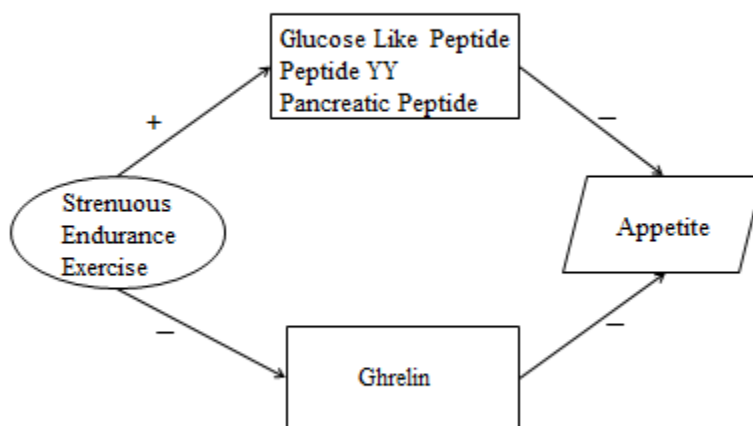 Glucose Like Peptide
Peptide YY
Pancreatic Peptide
+
–
Strenuous
Endurance
Exercise
Appetite
–
–
Ghrelin